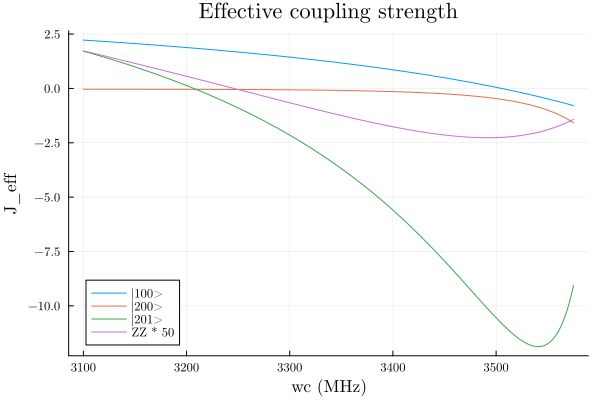 Effective coupling strength
J_eff
2.5
0.0
−2.5
−5.0
−7.5
−10.0
|100>
|200>
|201>
ZZ * 50
3100 3200 3300 3400 3500
wc (MHz)